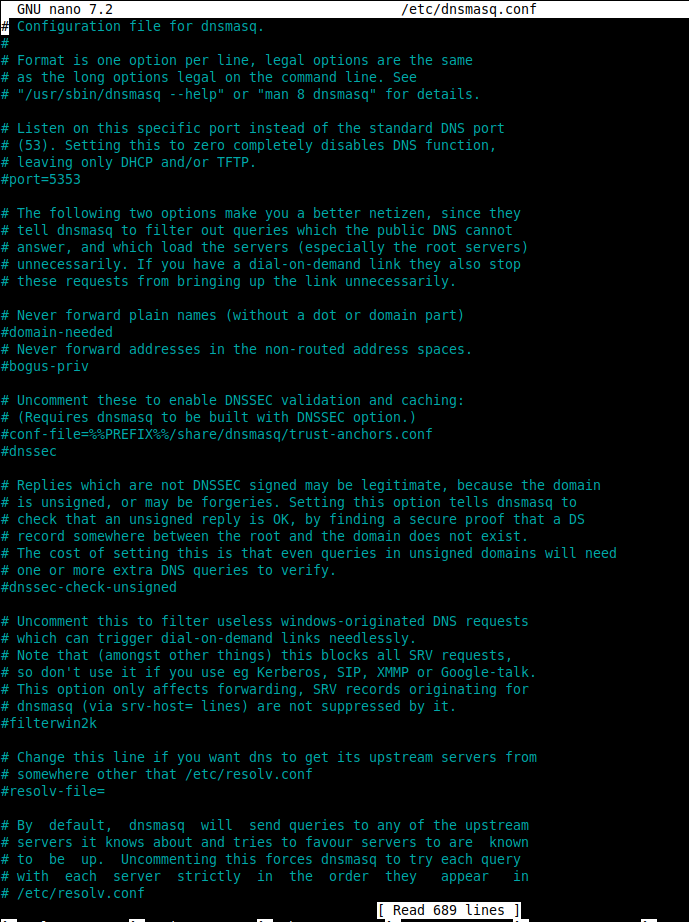 GNU nano 7.2 /etc/dnsmasq.conf
# Configuration file for dnsmasq.
#
# Format is one option per line, legal options are the same
# as the long options legal on the command line. See
# "/usr/sbin/dnsmasq --help" or "man 8 dnsmasq" for details.
# Listen on this specific port instead of the standard DNS port
# (53). Setting this to zero completely disables DNS function,
# leaving only DHCP and/or TFTP.
#port=5353
# The following two options make you a better netizen, since they
# tell dnsmasq to filter out queries which the public DNS cannot
# answer, and which load the servers (especially the root servers)
# unnecessarily. If you have a dial-on-demand link they also stop
# these requests from bringing up the link unnecessarily.
# Never forward plain names (without a dot or domain part)
#domain-needed
# Never forward addresses in the non-routed address spaces.
#bogus-priv
# Uncomment these to enable DNSSEC validation and caching:
# (Requires dnsmasq to be built with DNSSEC option.)
#conf-file=%%PREFIX%%/share/dnsmasq/trust-anchors.conf
#dnssec
# Replies which are not DNSSEC signed may be legitimate, because the domain
# is unsigned, or may be forgeries. Setting this option tells dnsmasq to
# check that an unsigned reply is OK, by finding a secure proof that a DS
# record somewhere between the root and the domain does not exist.
# The cost of setting this is that even queries in unsigned domains will need
# one or more extra DNS queries to verify.
#dnssec-check-unsigned
# Uncomment this to filter useless windows-originated DNS requests
# which can trigger dial-on-demand links needlessly.
# Note that (amongst other things) this blocks all SRV requests,
# so don't use it if you use eg Kerberos, SIP, XMMP or Google-talk.
# This option only affects forwarding, SRV records originating for
# dnsmasq (via srv-host= lines) are not suppressed by it.
#filterwin2k
# Change this line if you want dns to get its upstream servers from
# somewhere other that /etc/resolv.conf
#resolv-file=
# By  default,  dnsmasq  will  send queries to any of the upstream
# servers it knows about and tries to favour servers to are  known
# to  be  up.  Uncommenting this forces dnsmasq to try each query
# with  each  server  strictly  in  the  order  they   appear   in
# /etc/resolv.conf
[ Read 689 lines ]